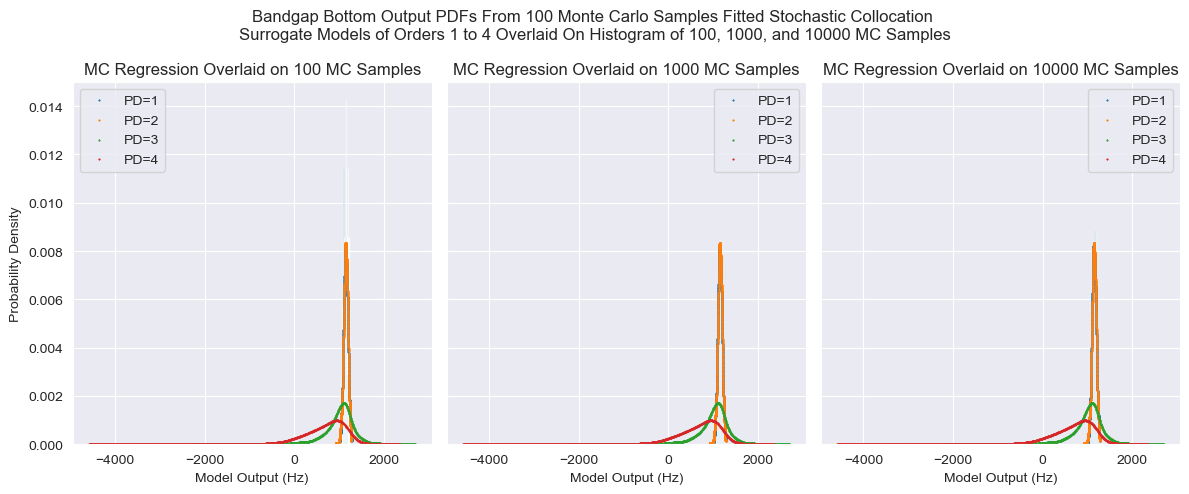 Bandgap Bottom Output PDFs From 100 Monte Carlo Samples Fitted Stochastic Collocation
Surrogate Models of Orders 1 to 4 Overlaid On Histogram of 100, 1000, and 10000 MC Samples
MC Regression Overlaid on 100 MC Samples
MC Regression Overlaid on 1000 MC Samples
MC Regression Overlaid on 10000 MC Samples
Probability Density
0.014
0.012
0.010
0.008
0.006
0.004
0.002
0.000
PD=1
PD=2
PD=3
PD=4
PD=1
PD=2
PD=3
PD=4
PD=1
PD=2
PD=3
PD=4
−4000 −2000 0 2000
−4000 −2000 0 2000
−4000 −2000 0 2000
Model Output (Hz)
Model Output (Hz)
Model Output (Hz)